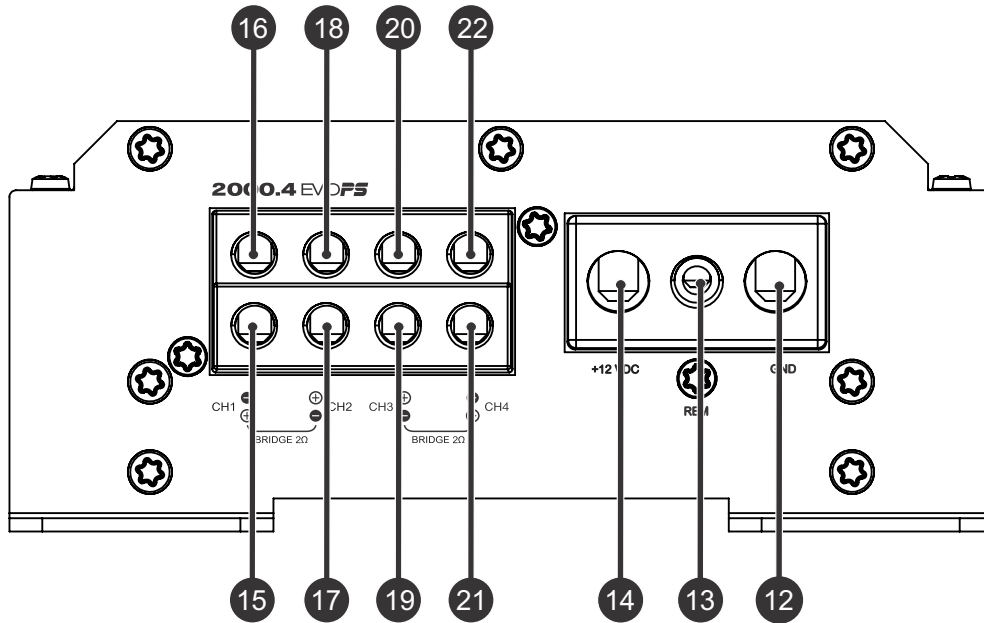 16 18 20 22
2000.4 EVOPS
+12 VDC GND
REM
CH1 CH2 CH3 CH4
BRIDGE 2Ω BRIDGE 2Ω
15 17 19 21 14 13 12